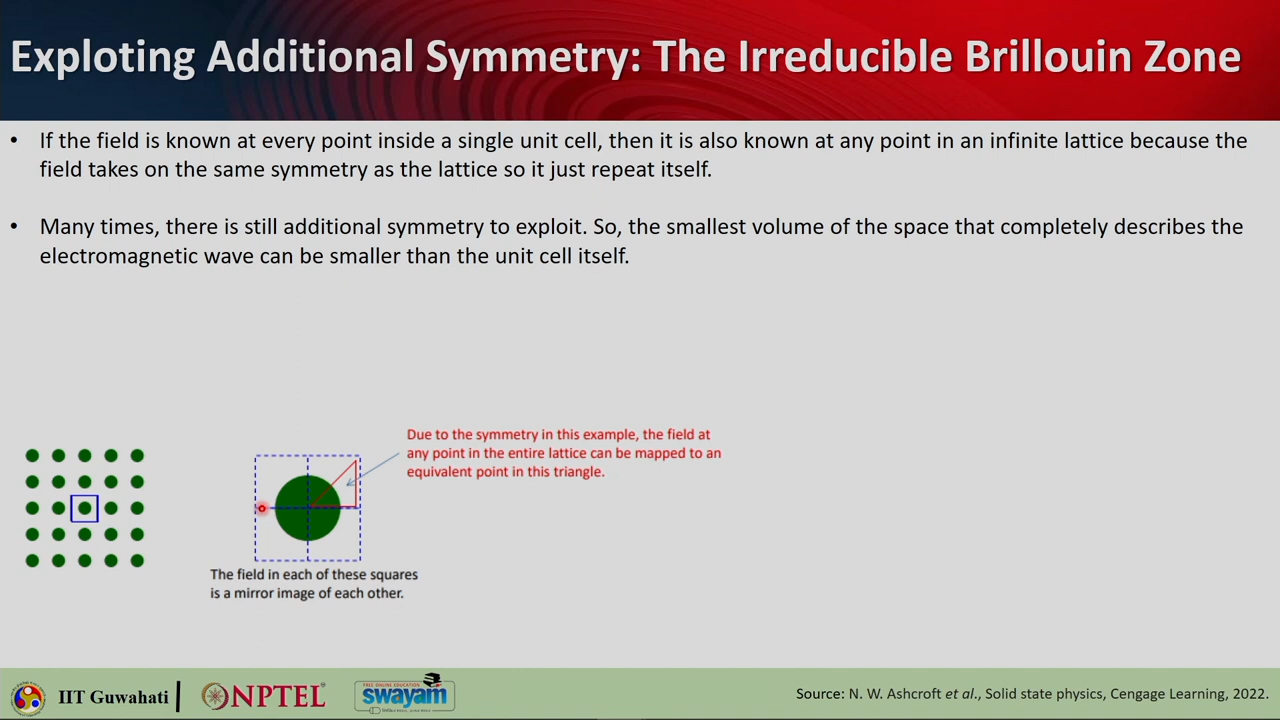 Exploting Additional Symmetry: The Irreducible Brillouin Zone
• If the field is known at every point inside a single unit cell, then it is also known at any point in an infinite lattice because the
field takes on the same symmetry as the lattice so it just repeat itself.
• Many times, there is still additional symmetry to exploit. So, the smallest volume of the space that completely describes the
electromagnetic wave can be smaller than the unit cell itself.
Due to the symmetry in this example, the field at
any point in the entire lattice can be mapped to an
equivalent point in this triangle.
The field in each of these squares
is a mirror image of each other.
IIT Guwahati
NPTEL
FREE ONLINE EDUCATION
swayam
Source: N. W. Ashcroft et al., Solid state physics, Cengage Learning, 2022.